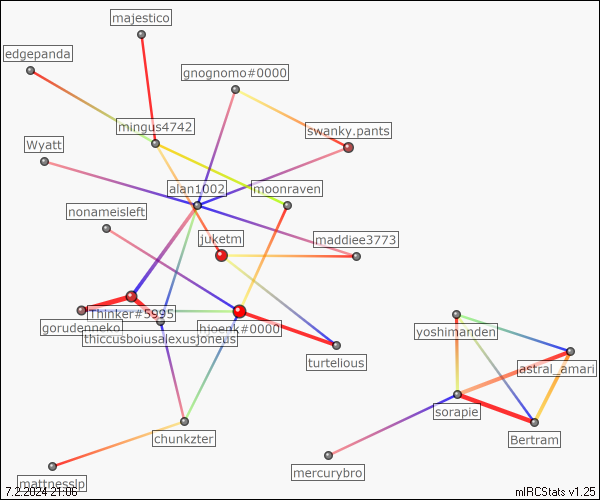 majestico
edgepanda
gnognomo#0000
mingus4742
swanky.pants
Wyatt
alan1002
moonraven
nonameisleft
juketm
maddiee3773
Thinker#5995
gorudenneko
hjoerk#0000
thiccusboiusalexusjoneus
yoshimanden
turtelious
astral_amari
sorapie
chunkzter
Bertram
mercurybro
mattnesslp
7.2.2024 21:06
mIRCStats v1.25